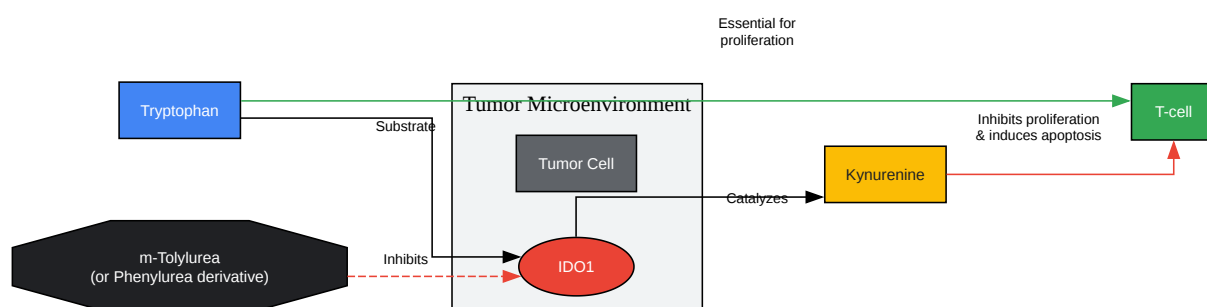 Essential for
proliferation
Tumor Microenvironment
Tryptophan
Substrate
T-cell
Inhibits proliferation
& induces apoptosis
Tumor Cell
Kynurenine
Catalyzes
m-Tolylurea
(or Phenylurea derivative)
Inhibits
IDO1